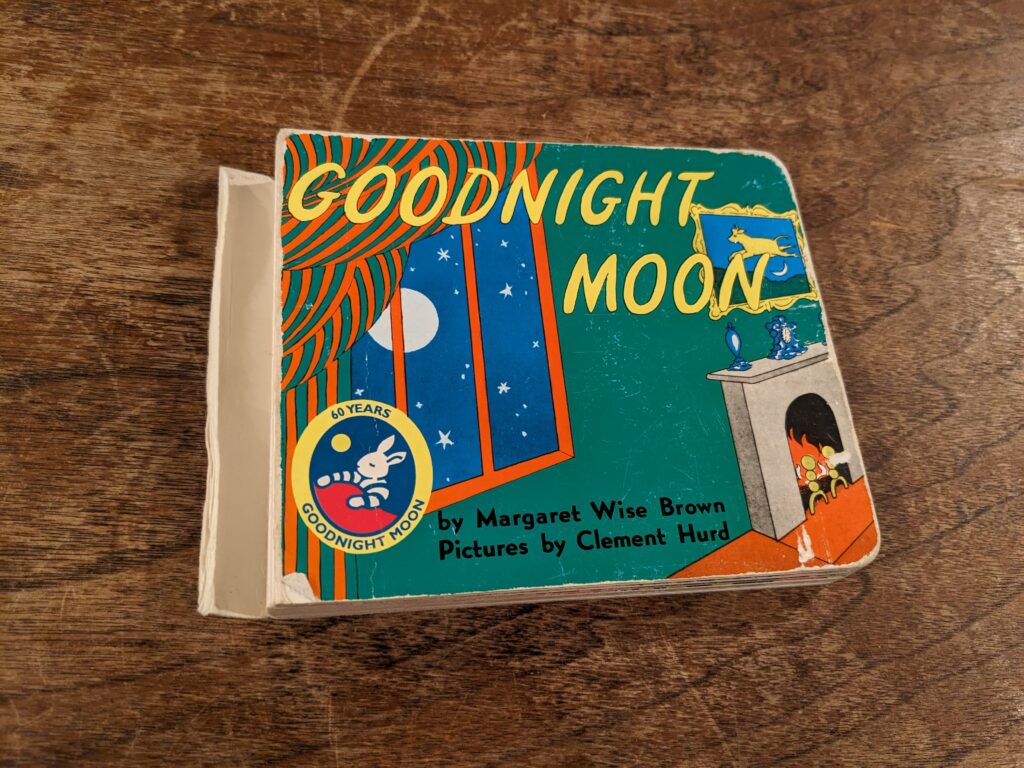 GOODNIGHT
MOON
60 YEARS
GOODNIGHT MOON
by Margaret Wise Brown
Pictures by Clement Hurd